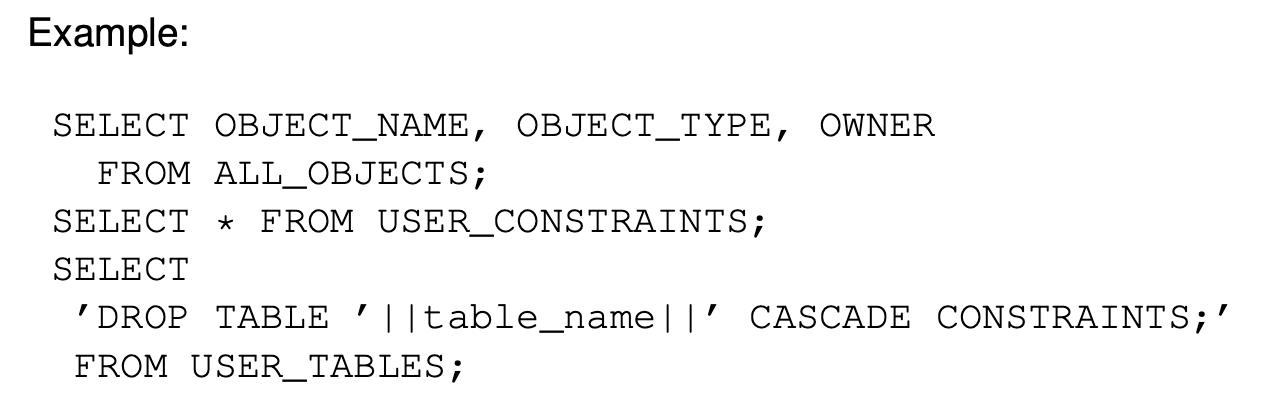 Example:
SELECT OBJECT_NAME, OBJECT_TYPE, OWNER
FROM ALL_OBJECTS;
SELECT * FROM USER_CONSTRAINTS;
SELECT
’DROP TABLE ’||table_name||’ CASCADE CONSTRAINTS;’
FROM USER_TABLES;